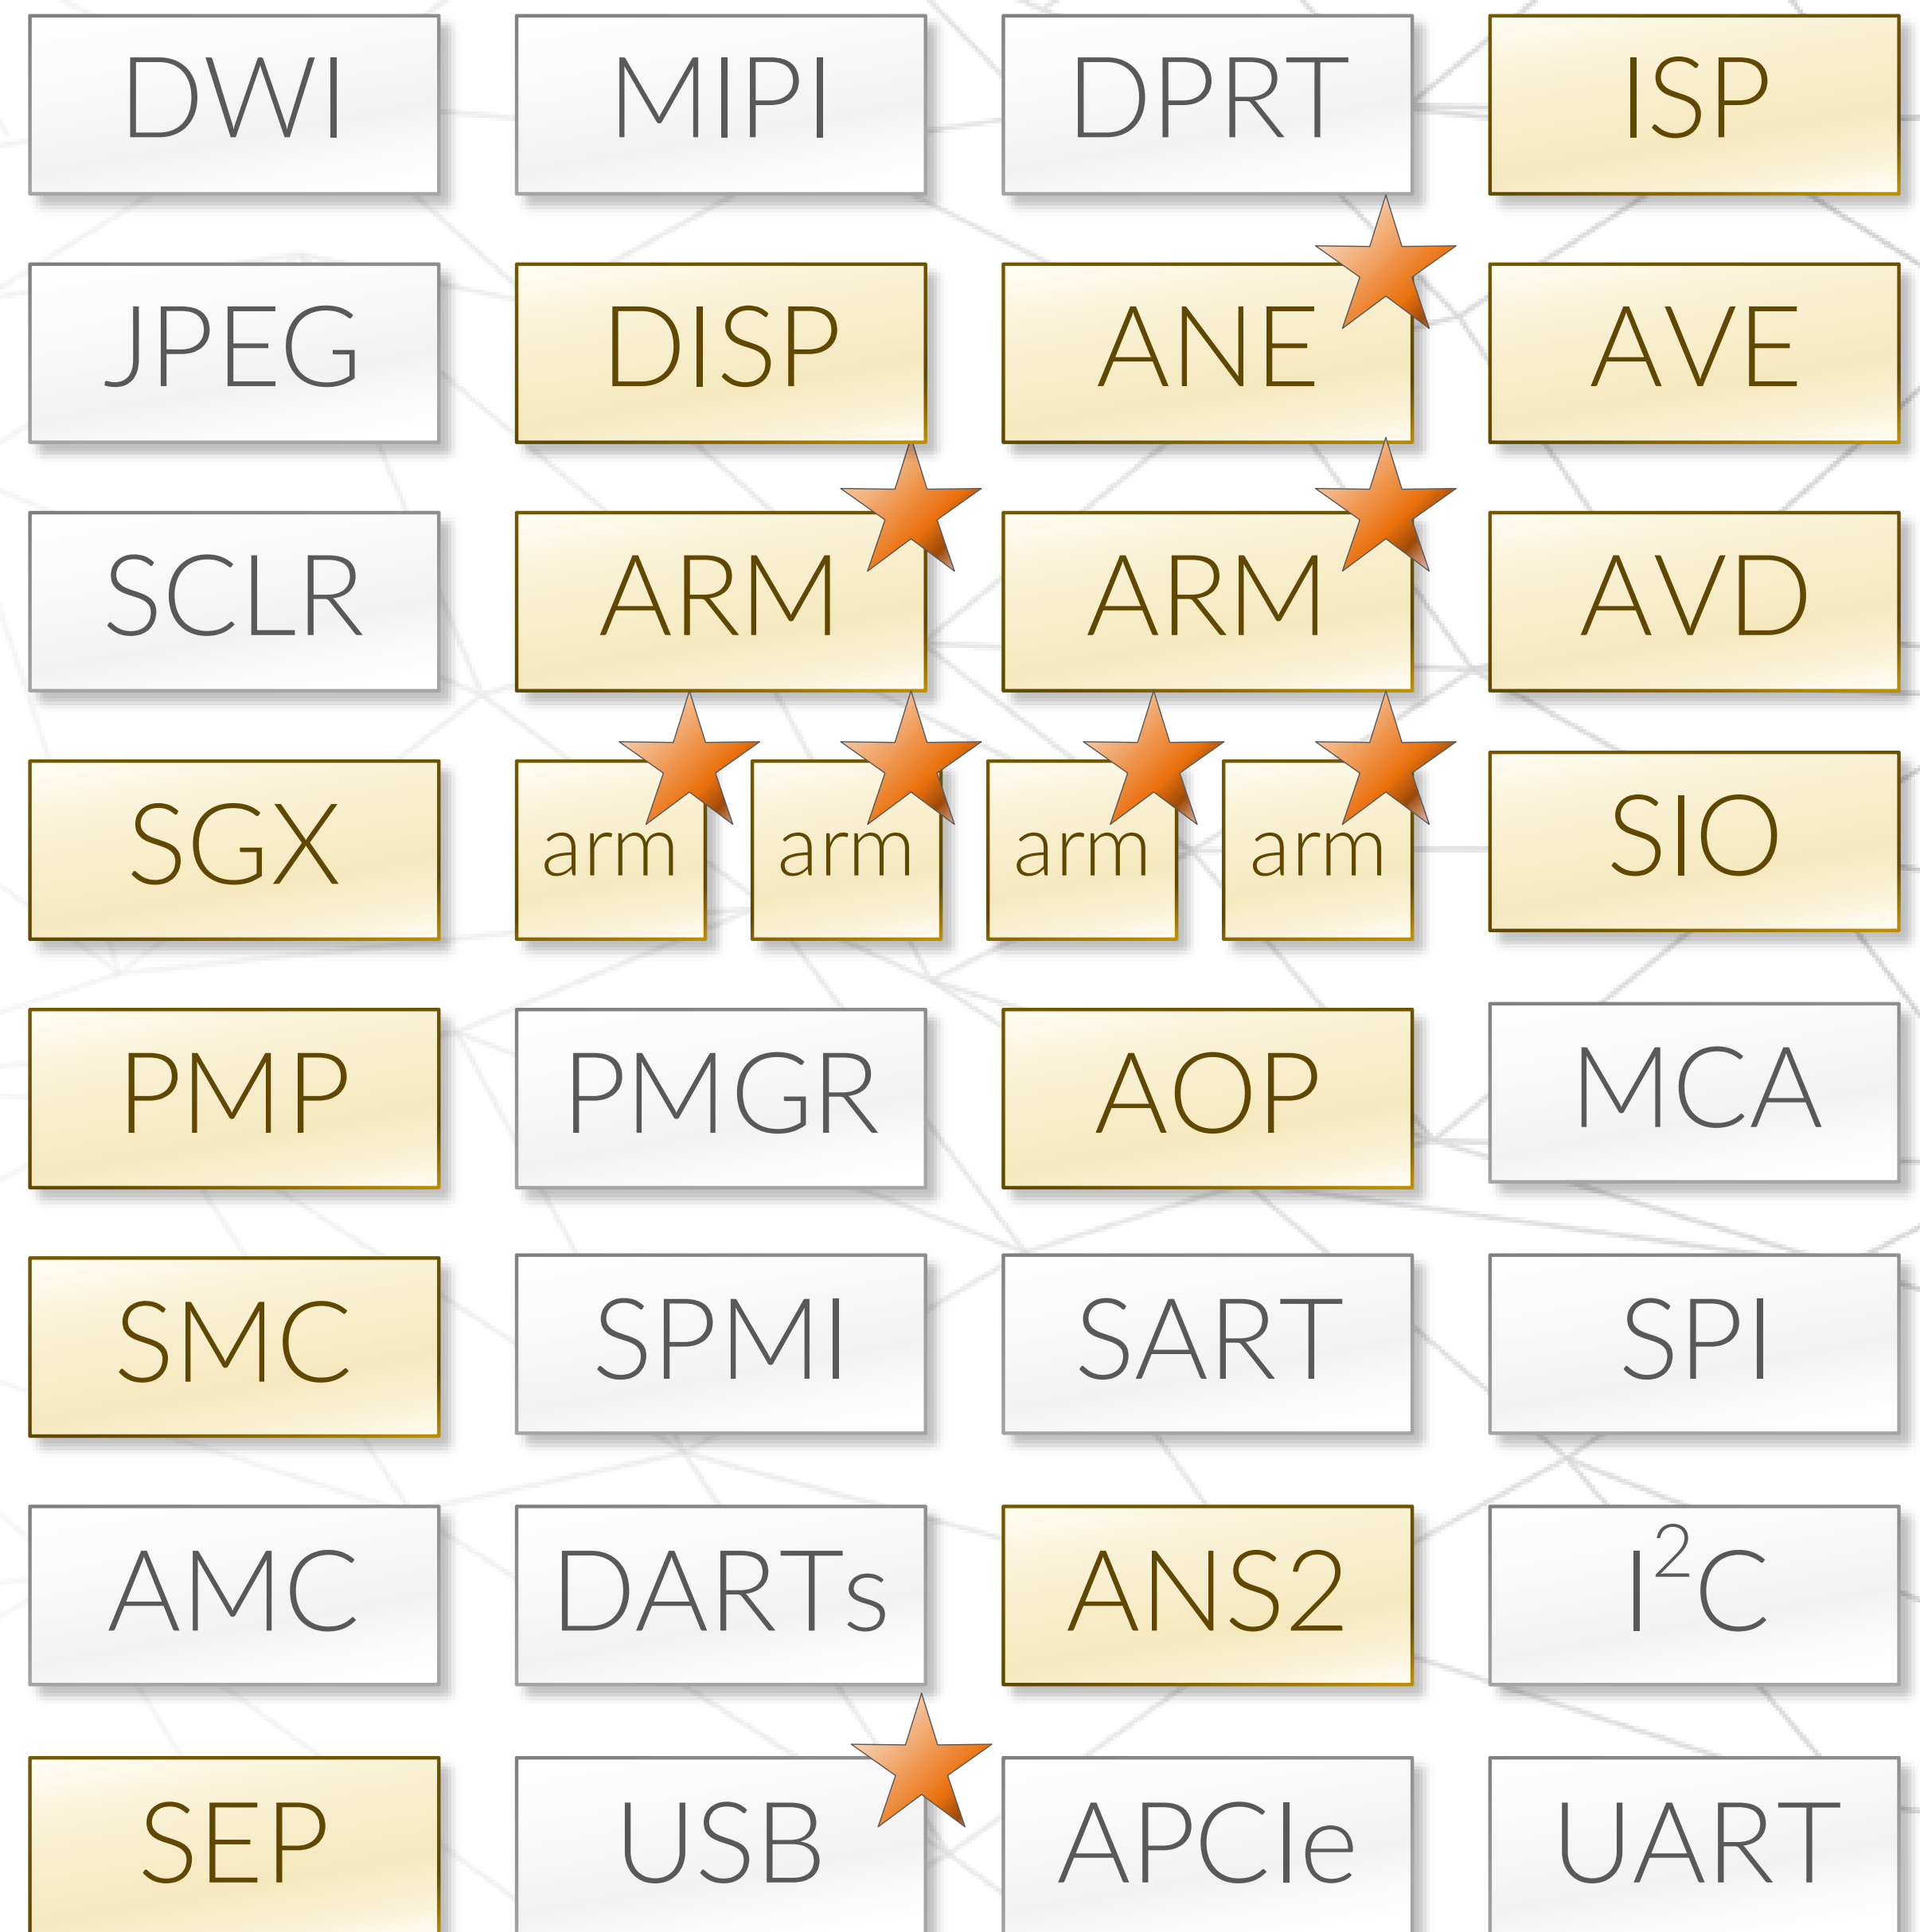 DWI MIPI DPRT ISP
JPEG DISP ANE AVE
SCLR ARM ARM AVD
SGX arm arm arm arm SIO
PMP PMGR AOP MCA
SMC SPMI SART SPI
AMC DARTs ANS2 I²C
SEP USB APCIe UART